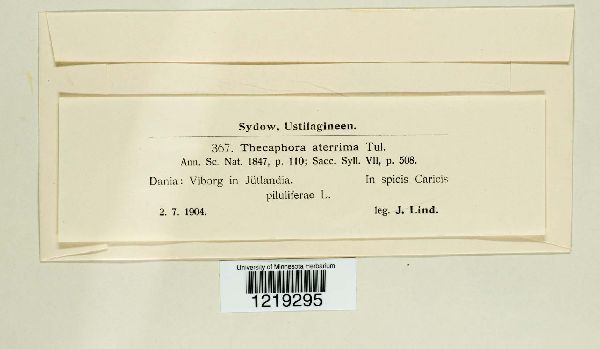 Sydow, Ustilagineen.
367. Thecaphora aterrima Tul.
Ann. Sc. Nat. 1847, p. 110; Sacc. Syll. VII, p. 508.
Dania: Viborg in Jütlandia. In spicis Caricis
piluliferae L.
2. 7. 1904. leg. J. Lind.
University of Minnesota Herbarium
1219295